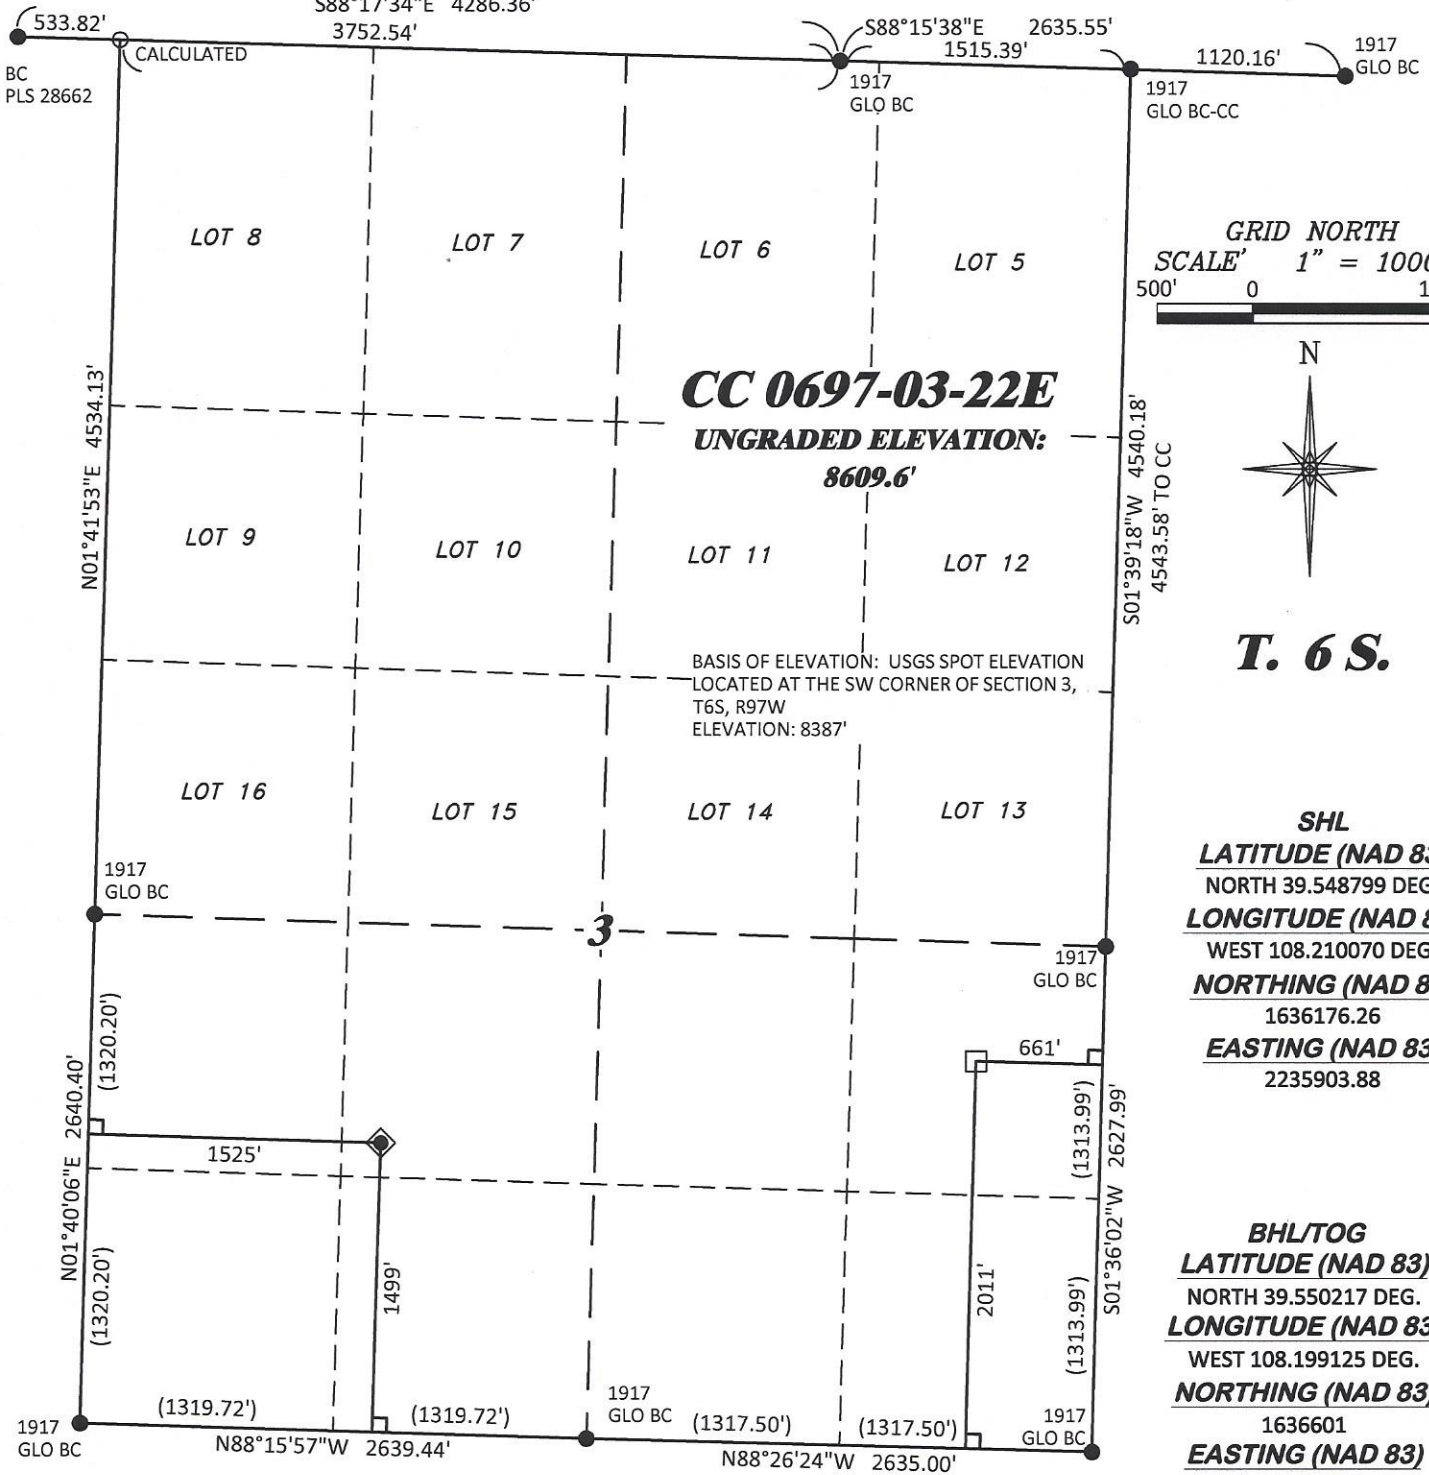 S88°17'34"E 4286.36'
533.82'
3752.54'
S88°15'38"E 2635.55'
1515.39'
1120.16'
1917
GLO BC
CALCULATED
BC
PLS 28662
1917
GLO BC
1917
GLO BC-CC
LOT 8
LOT 7
LOT 6
LOT 5
GRID NORTH
SCALE' 1" = 100
500' 0 1
N
CC 0697-03-22E
UNGRADED ELEVATION:
8609.6'
N01°41'53"E 4534.13'
S01°39'18"W 4540.18'
4543.58' TO CC
LOT 9
LOT 10
LOT 11
LOT 12
T. 6 S.
BASIS OF ELEVATION: USGS SPOT ELEVATION
LOCATED AT THE SW CORNER OF SECTION 3,
T6S, R97W
ELEVATION: 8387'
LOT 16
LOT 15
LOT 14
LOT 13
SHL
LATITUDE (NAD 83
NORTH 39.548799 DEG
LONGITUDE (NAD 8
WEST 108.210070 DEG
NORTHING (NAD 8
1636176.26
EASTING (NAD 83
2235903.88
1917
GLO BC
3
1917
GLO BC
661'
(1320.20')
N01°40'06"E 2640.40'
(1320.20')
1525'
1499'
2011'
(1313.99')
S01°36'02"W 2627.99'
(1313.99')
BHL/TOG
LATITUDE (NAD 83)
NORTH 39.550217 DEG.
LONGITUDE (NAD 83
WEST 108.199125 DEG.
NORTHING (NAD 83
1636601
EASTING (NAD 83)
1917
GLO BC
(1319.72')
(1319.72')
N88°15'57"W 2639.44'
1917
GLO BC
(1317.50')
(1317.50')
N88°26'24"W 2635.00'
1917
GLO BC